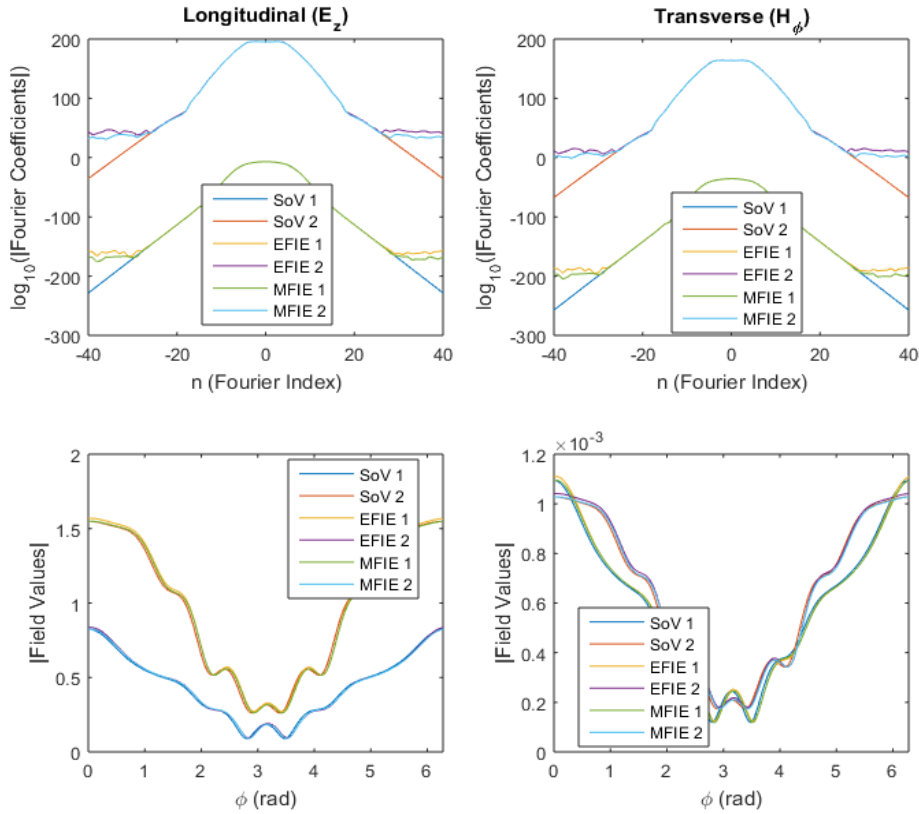 Longitudinal (E_z)
log_10(|Fourier Coefficients|)
200
100
0
-100
-200
-300
-40
-20
0
20
40
n (Fourier Index)
SoV 1
SoV 2
EFIE 1
EFIE 2
MFIE 1
MFIE 2
Transverse (H_ϕ)
log_10(|Fourier Coefficients|)
200
100
0
-100
-200
-300
-40
-20
0
20
40
n (Fourier Index)
SoV 1
SoV 2
EFIE 1
EFIE 2
MFIE 1
MFIE 2
|Field Values|
2
1.5
1
0.5
0
0
1
2
3
4
5
6
ϕ (rad)
SoV 1
SoV 2
EFIE 1
EFIE 2
MFIE 1
MFIE 2
×10^-3
|Field Values|
1.2
1
0.8
0.6
0.4
0.2
0
0
1
2
3
4
5
6
ϕ (rad)
SoV 1
SoV 2
EFIE 1
EFIE 2
MFIE 1
MFIE 2